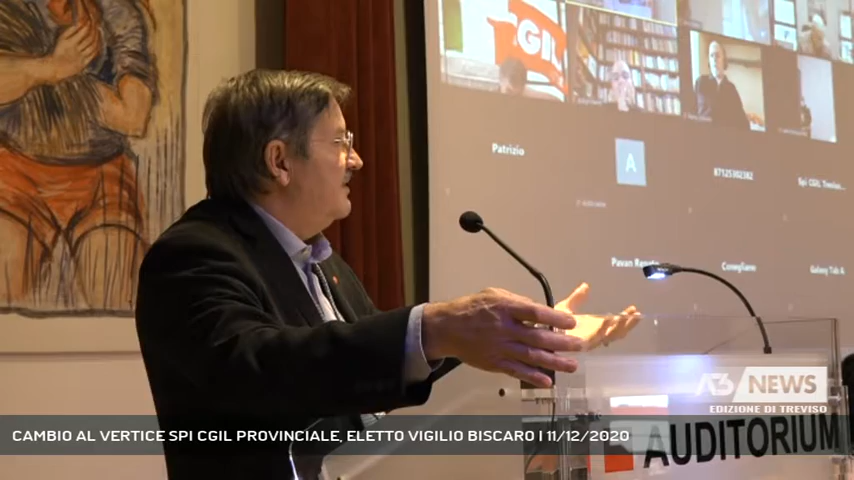 CGIL
Patrizio
A
87125302382
Spi CGIL Treviso...
Pavan Renato
Conegliano
Galaxy Tab A
A3 NEWS
EDIZIONE DI TREVISO
CAMBIO AL VERTICE SPI CGIL PROVINCIALE, ELETTO VIGILIO BISCARO | 11/12/2020
AUDITORIUM